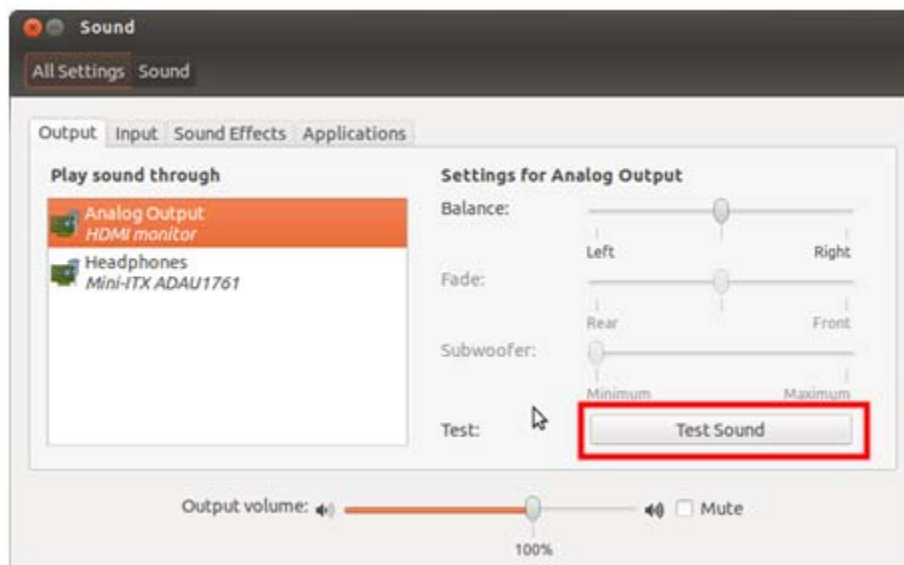 Sound
All Settings Sound
Output Input Sound Effects Applications
Play sound through
Analog Output
HDMI monitor
Headphones
Mini-ITX ADAU1761
Settings for Analog Output
Balance:
Left Right
Fade:
Rear Front
Subwoofer:
Minimum Maximum
Test: Test Sound
Output volume: Mute
100%